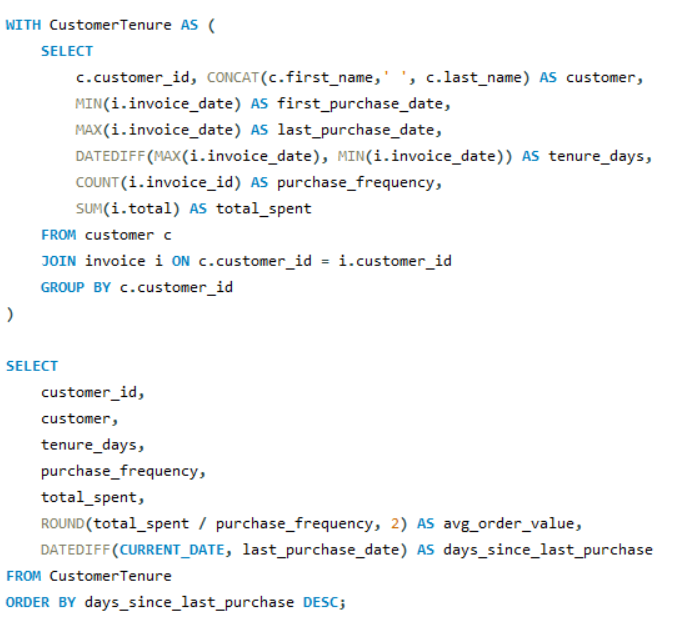 WITH CustomerTenure AS (
    SELECT
        c.customer_id, CONCAT(c.first_name,' ', c.last_name) AS customer,
        MIN(i.invoice_date) AS first_purchase_date,
        MAX(i.invoice_date) AS last_purchase_date,
        DATEDIFF(MAX(i.invoice_date), MIN(i.invoice_date)) AS tenure_days,
        COUNT(i.invoice_id) AS purchase_frequency,
        SUM(i.total) AS total_spent
    FROM customer c
    JOIN invoice i ON c.customer_id = i.customer_id
    GROUP BY c.customer_id
)

SELECT
    customer_id,
    customer,
    tenure_days,
    purchase_frequency,
    total_spent,
    ROUND(total_spent / purchase_frequency, 2) AS avg_order_value,
    DATEDIFF(CURRENT_DATE, last_purchase_date) AS days_since_last_purchase
FROM CustomerTenure
ORDER BY days_since_last_purchase DESC;